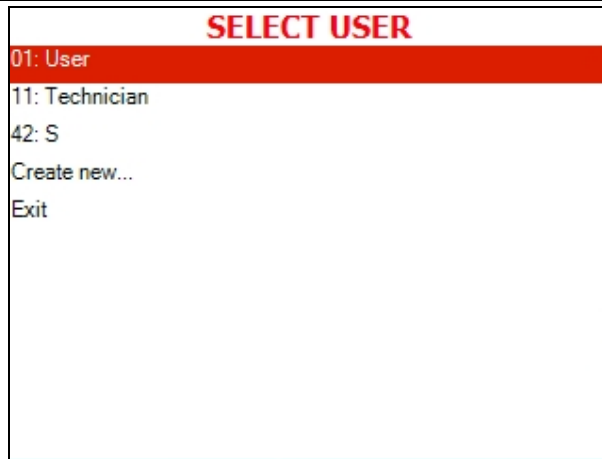 SELECT USER
01: User
11: Technician
42: S
Create new...
Exit